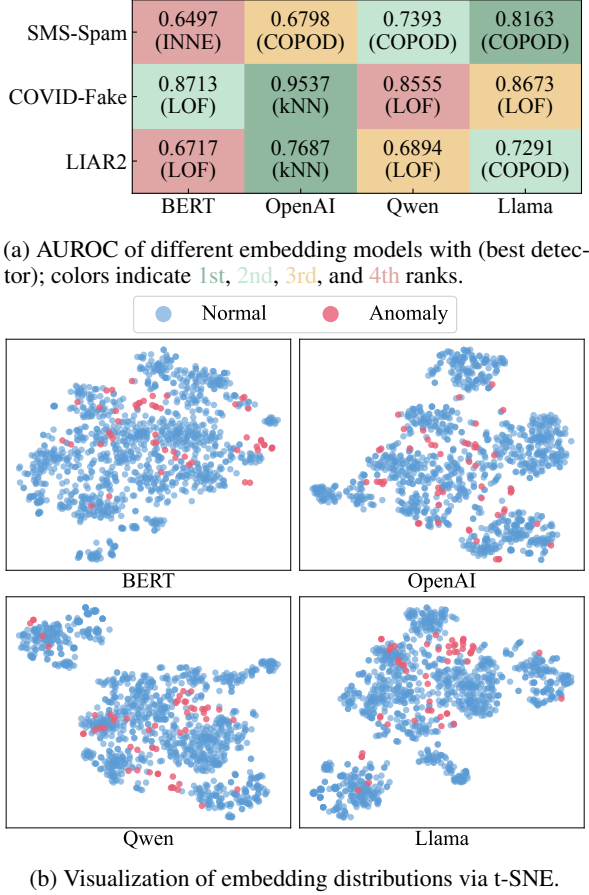 SMS-Spam 0.6497 0.6798 0.7393 0.8163
(INNE) (COPOD) (COPOD) (COPOD)
COVID-Fake 0.8713 0.9537 0.8555 0.8673
(LOF) (kNN) (LOF) (LOF)
LIAR2 0.6717 0.7687 0.6894 0.7291
(LOF) (kNN) (LOF) (COPOD)
BERT OpenAI Qwen Llama
(a) AUROC of different embedding models with (best detec-
tor); colors indicate 1st, 2nd, 3rd, and 4th ranks.
Normal Anomaly
BERT OpenAI
Qwen Llama
(b) Visualization of embedding distributions via t-SNE.